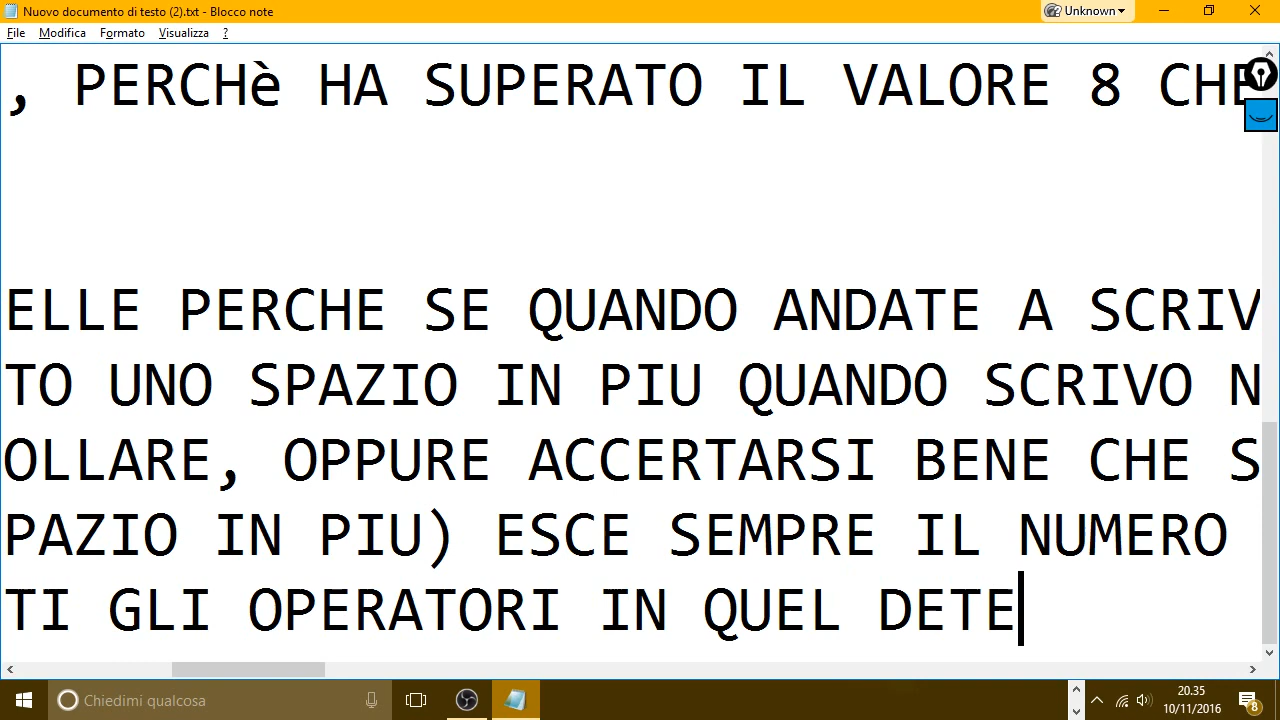 Nuovo documento di testo (2).txt - Blocco note
Unknown
File Modifica Formato Visualizza ?
, PERCHè HA SUPERATO IL VALORE 8 CHE
ELLE PERCHE SE QUANDO ANDATE A SCRIV
TO UNO SPAZIO IN PIU QUANDO SCRIVO N
OLLARE, OPPURE ACCERTARSI BENE CHE S
PAZIO IN PIU) ESCE SEMPRE IL NUMERO
TI GLI OPERATORI IN QUEL DETE
Chiedimi qualcosa
20.35
10/11/2016
8